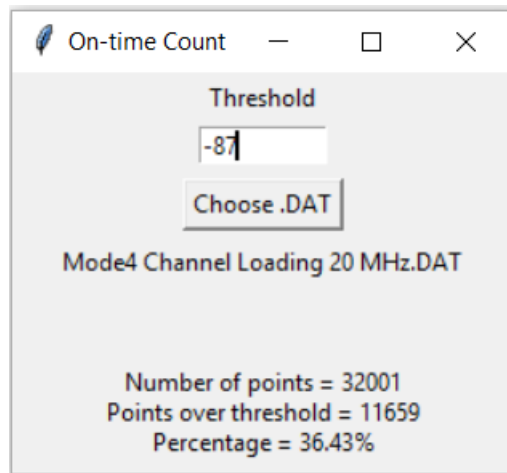 On-time Count
Threshold
-87
Choose .DAT
Mode4 Channel Loading 20 MHz.DAT
Number of points = 32001
Points over threshold = 11659
Percentage = 36.43%